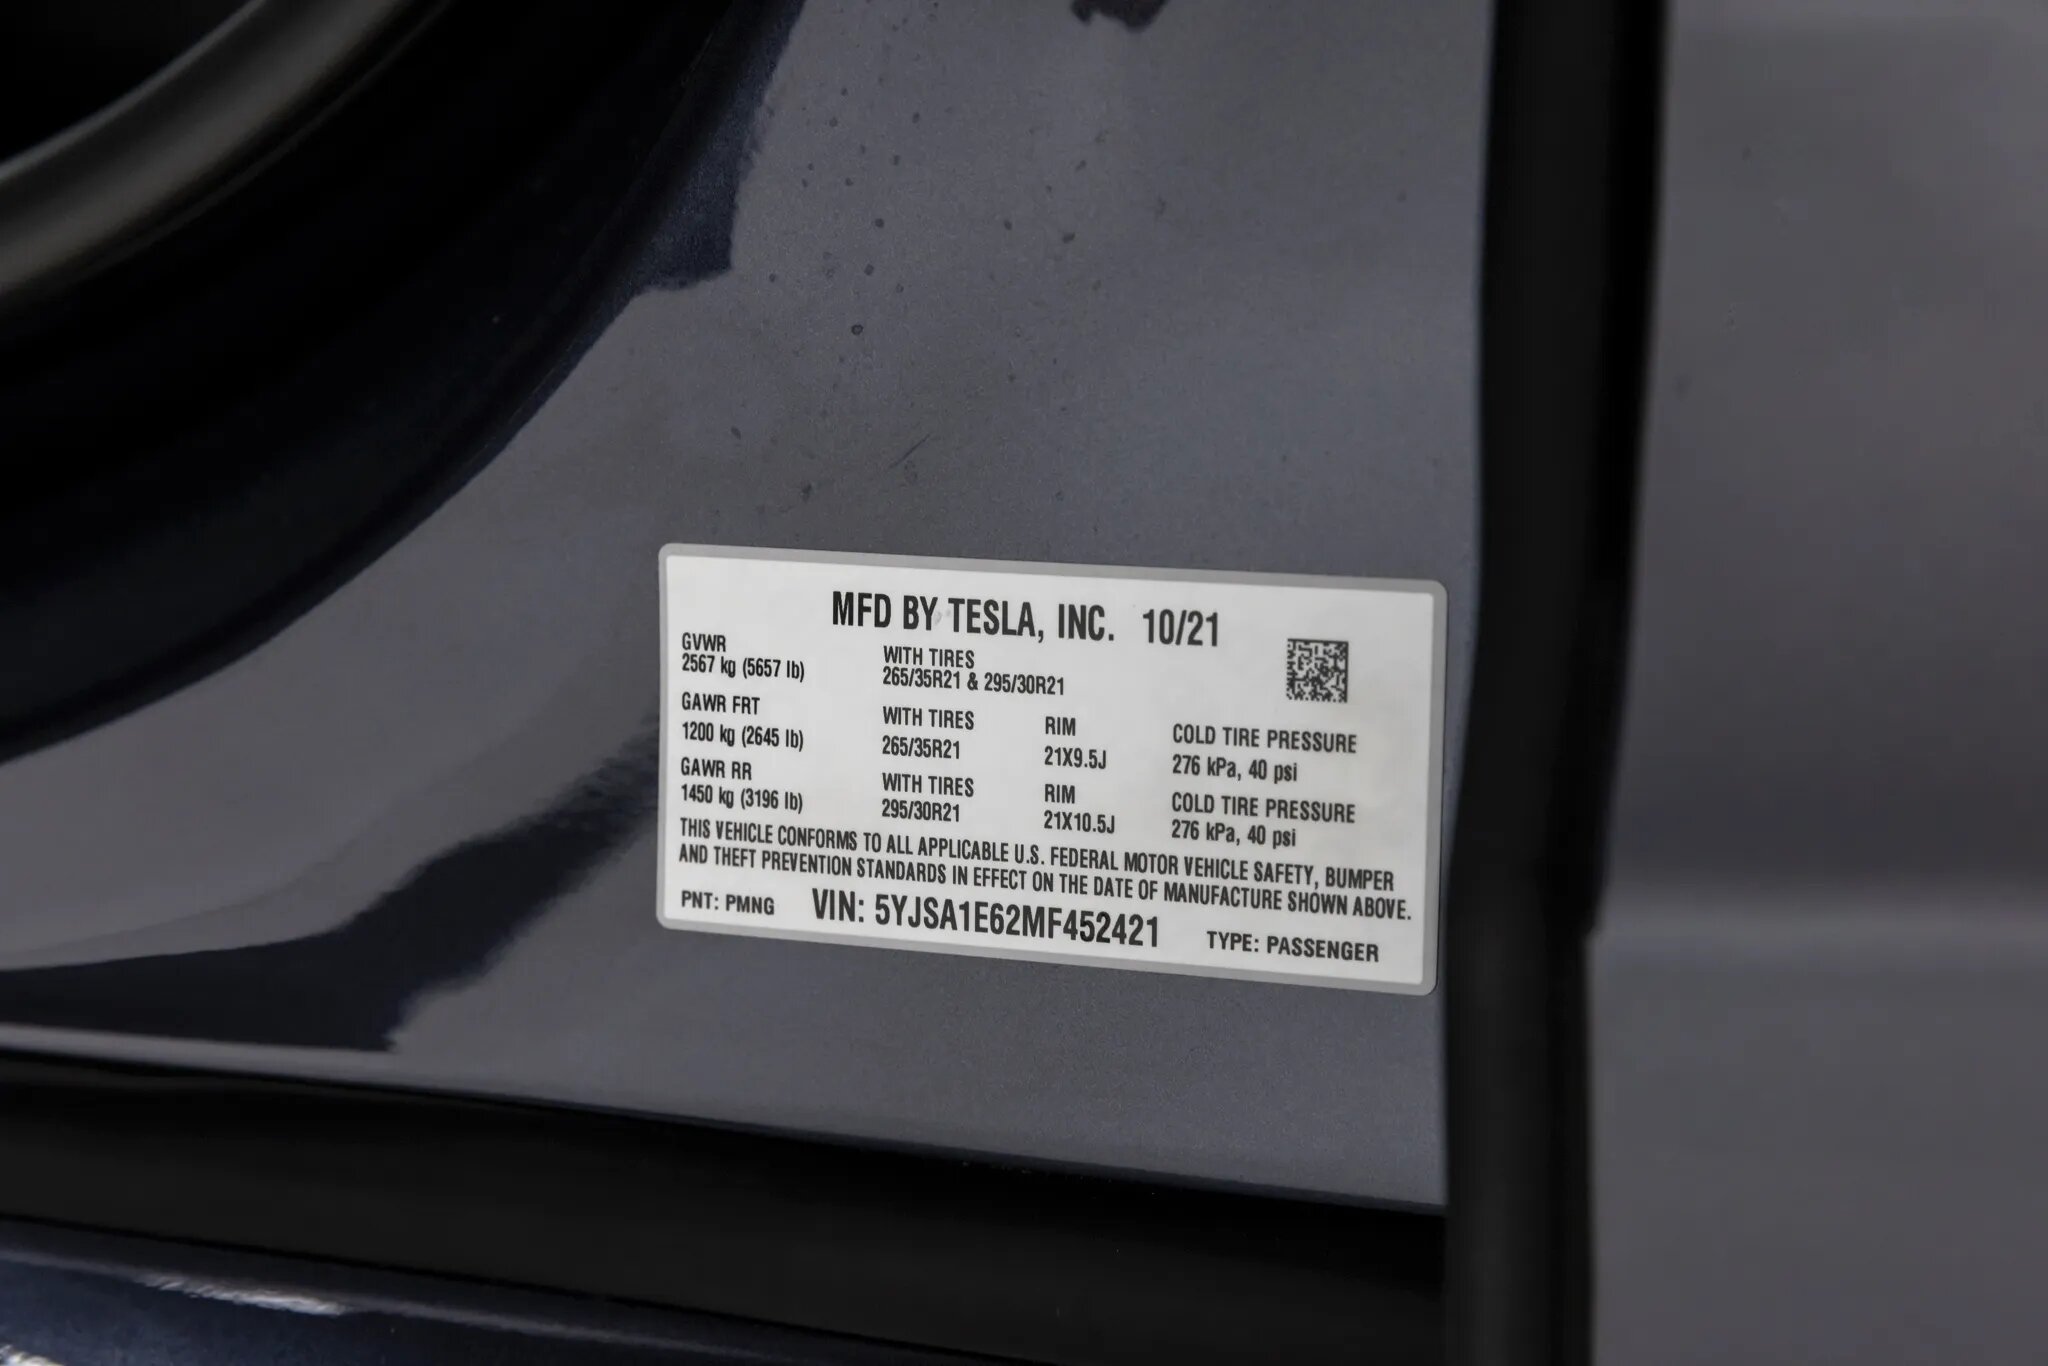 MFD BY TESLA, INC. 10/21
GVWR
2567 kg (5657 lb)
WITH TIRES
265/35R21 & 295/30R21
GAWR FRT
1200 kg (2645 lb)
WITH TIRES
265/35R21
RIM
21X9.5J
COLD TIRE PRESSURE
276 kPa, 40 psi
GAWR RR
1450 kg (3196 lb)
WITH TIRES
295/30R21
RIM
21X10.5J
COLD TIRE PRESSURE
276 kPa, 40 psi
THIS VEHICLE CONFORMS TO ALL APPLICABLE U.S. FEDERAL MOTOR VEHICLE SAFETY, BUMPER
AND THEFT PREVENTION STANDARDS IN EFFECT ON THE DATE OF MANUFACTURE SHOWN ABOVE.
PNT: PMNG VIN: 5YJSA1E62MF452421 TYPE: PASSENGER